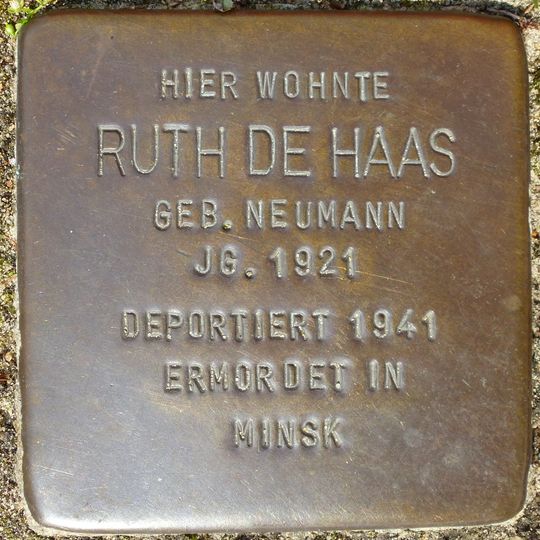 HIER WOHNTE
RUTH DE HAAS
GEB. NEUMANN
JG. 1921
DEPORTIERT 1941
ERMORDET IN
MINSK